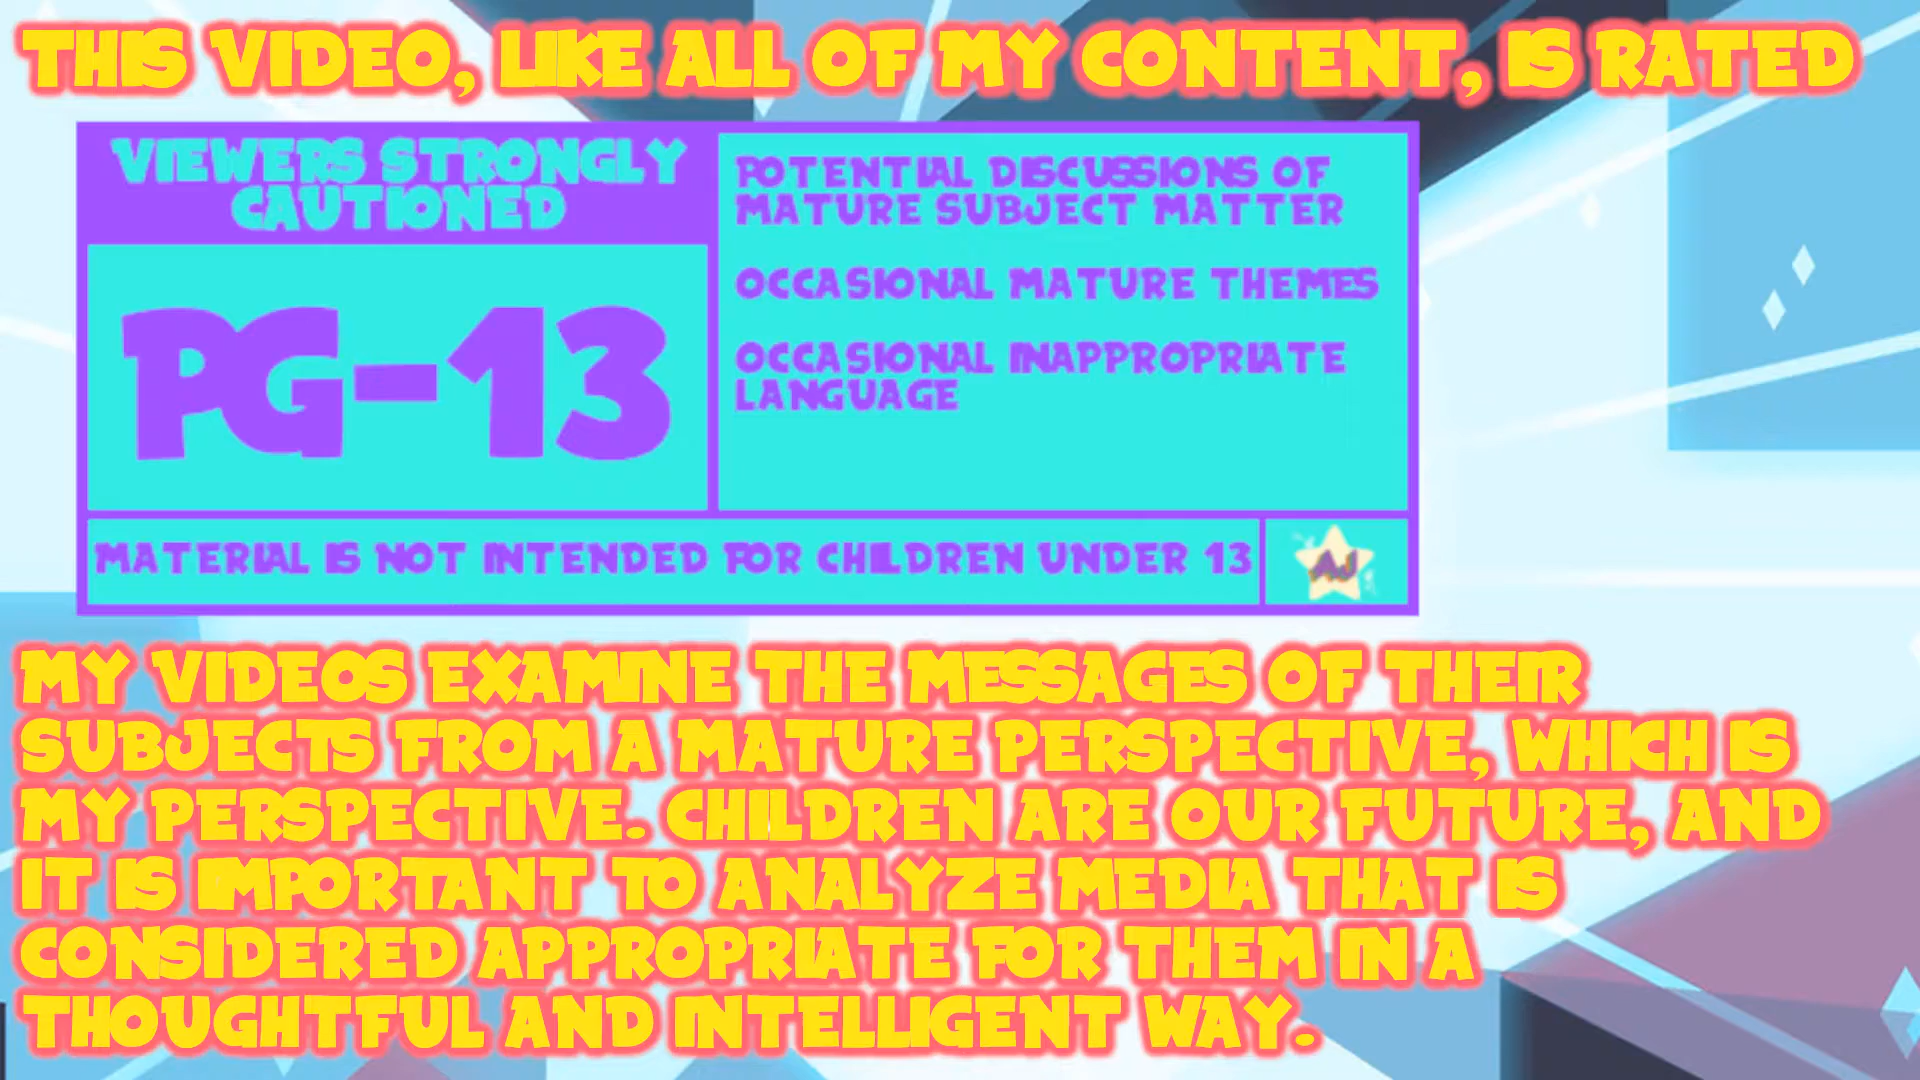 THIS VIDEO, LIKE ALL OF MY CONTENT, IS RATED
VIEWERS STRONGLY
CAUTIONED
PG-13
POTENTIAL DISCUSSIONS OF
MATURE SUBJECT MATTER
OCCASIONAL MATURE THEMES
OCCASIONAL INAPPROPRIATE
LANGUAGE
MATERIAL IS NOT INTENDED FOR CHILDREN UNDER 13
AJ
MY VIDEOS EXAMINE THE MESSAGES OF THEIR
SUBJECTS FROM A MATURE PERSPECTIVE, WHICH IS
MY PERSPECTIVE. CHILDREN ARE OUR FUTURE, AND
IT IS IMPORTANT TO ANALYZE MEDIA THAT IS
CONSIDERED APPROPRIATE FOR THEM IN A
THOUGHTFUL AND INTELLIGENT WAY.